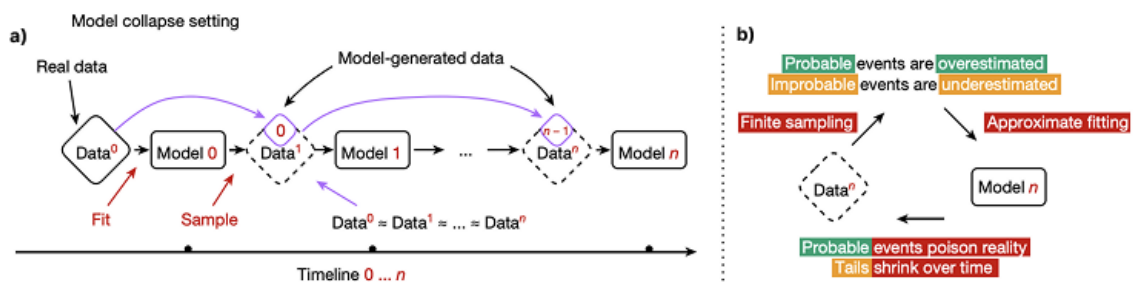 Model collapse setting
a)
Real data
Model-generated data
Data⁰
Model 0
0
Data¹
Model 1
...
n – 1
Dataⁿ
Model n
Fit
Sample
Data⁰ ≈ Data¹ ≈ ... ≈ Dataⁿ
Timeline 0 ... n
b)
Probable events are overestimated
Improbable events are underestimated
Finite sampling
Approximate fitting
Dataⁿ
Model n
Probable events poison reality
Tails shrink over time